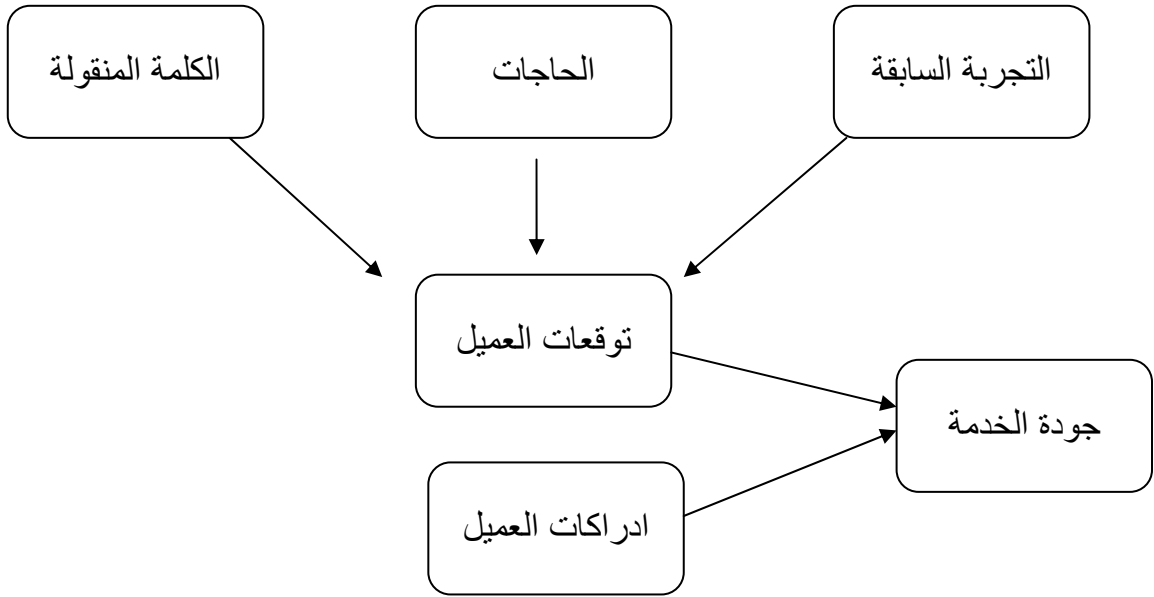 التجربة السابقة
الحاجات
الكلمة المنقولة
توقعات العميل
جودة الخدمة
ادراكات العميل